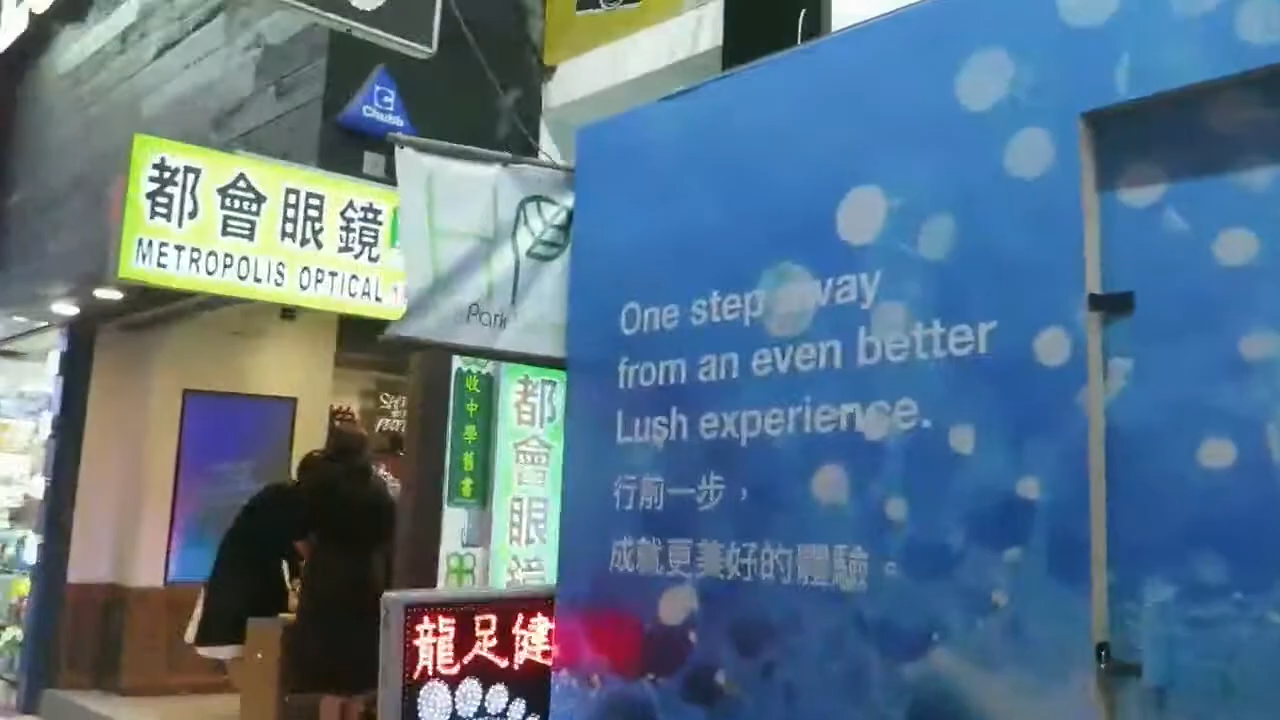 Chubb
都會眼鏡
METROPOLIS OPTICAL
Park
收中學舊書
都會眼鏡
龍足健
One step away
from an even better
Lush experience.
行前一步，
成就更美好的體驗。